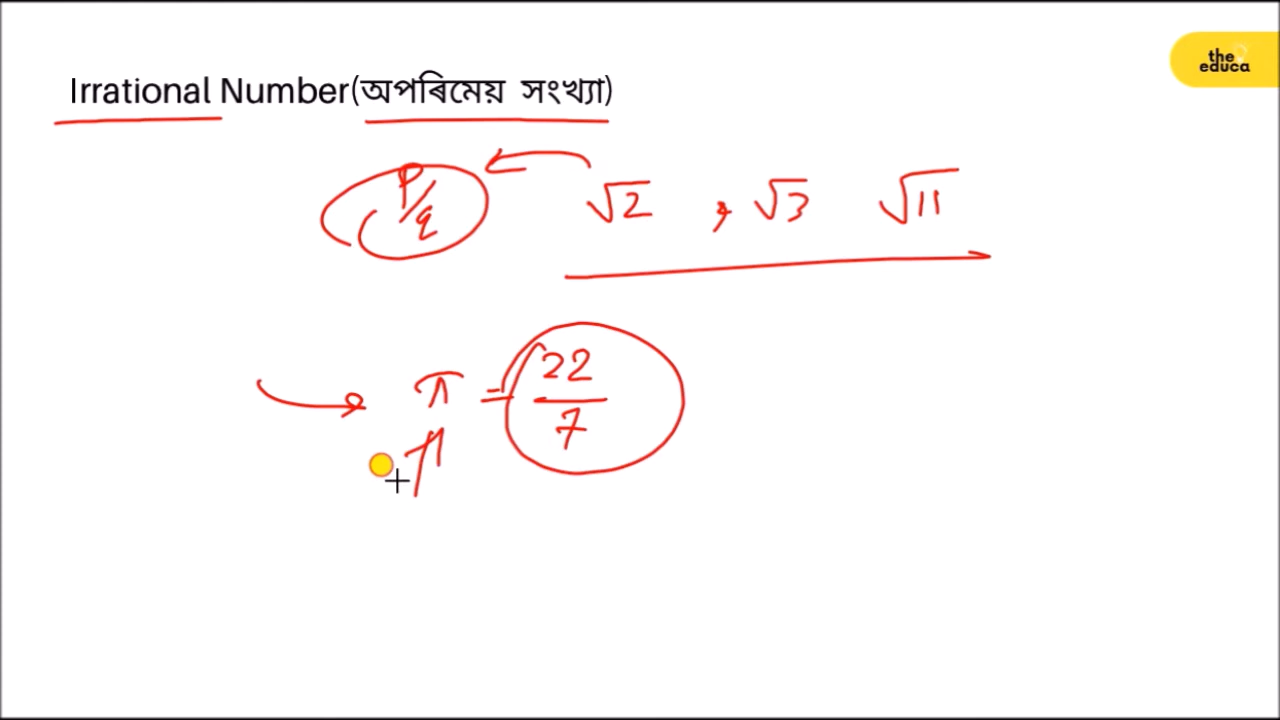 the
educa
Irrational Number(অপৰিমেয় সংখ্যা)
P/q √2 , √3 √11
π = 22/7
π